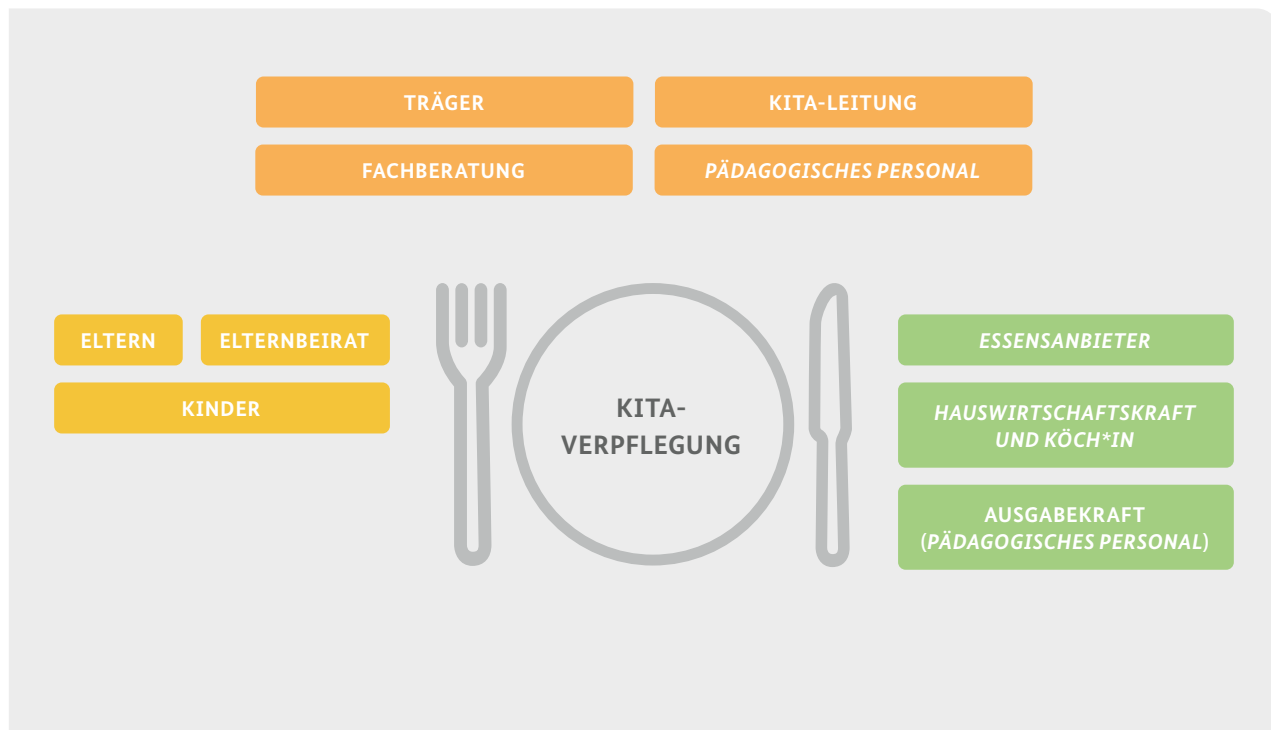 TRÄGER
KITA-LEITUNG
FACHBERATUNG
PÄDAGOGISCHES PERSONAL
ELTERN
ELTERNBEIRAT
KINDER
KITA-
VERPFLEGUNG
ESSENSANBIETER
HAUSWIRTSCHAFTSKRAFT
UND KÖCH*IN
AUSGABEKRAFT
(PÄDAGOGISCHES PERSONAL)